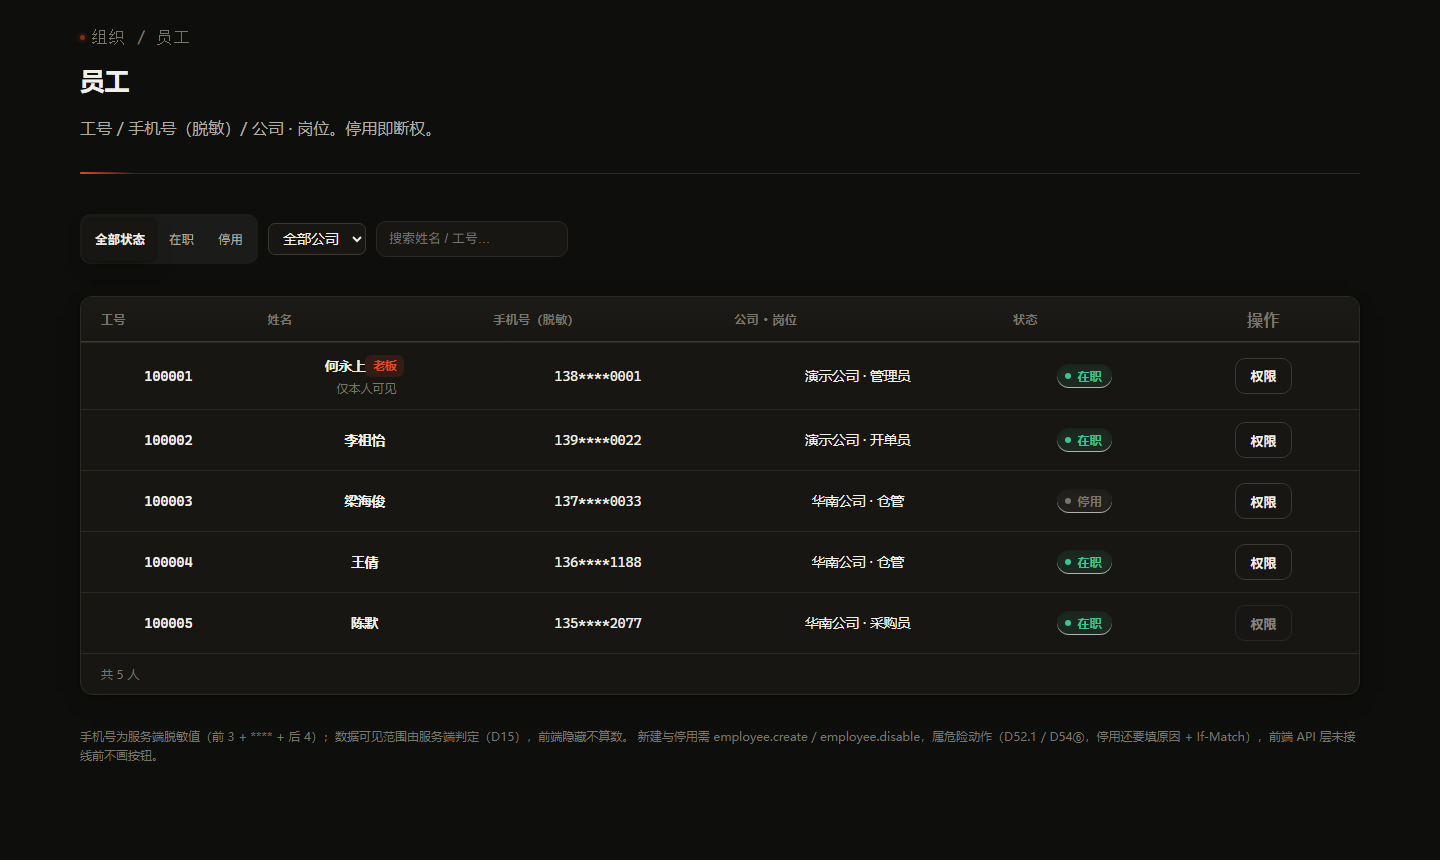 组织 / 员工
员工
工号 / 手机号（脱敏）/ 公司 · 岗位。停用即断权。
全部状态 在职 停用 全部公司 搜索姓名 / 工号…
工号 姓名 手机号（脱敏） 公司 · 岗位 状态 操作
100001 何永上 老板 138****0001 演示公司 · 管理员 在职 权限
仅本人可见
100002 李祖怡 139****0022 演示公司 · 开单员 在职 权限
100003 梁海俊 137****0033 华南公司 · 仓管 停用 权限
100004 王倩 136****1188 华南公司 · 仓管 在职 权限
100005 陈默 135****2077 华南公司 · 采购员 在职 权限
共 5 人
手机号为服务端脱敏值（前 3 + **** + 后 4）；数据可见范围由服务端判定（D15），前端隐藏不算数。 新建与停用需 employee.create / employee.disable，属危险动作（D52.1 / D54⑥，停用还要填原因 + If-Match），前端 API 层未接
线前不画按钮。